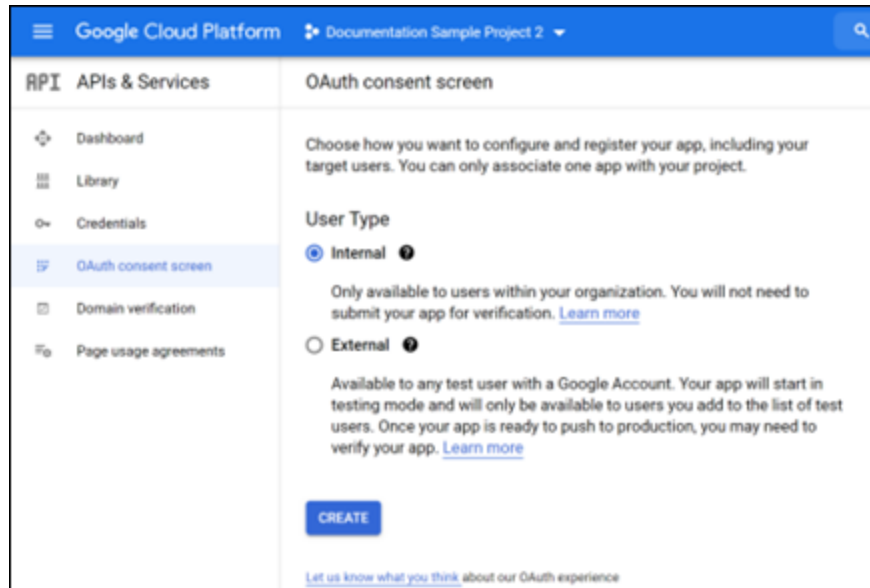 Google Cloud Platform
Documentation Sample Project 2
API APIs & Services
OAuth consent screen
Dashboard
Library
Credentials
OAuth consent screen
Domain verification
Page usage agreements
Choose how you want to configure and register your app, including your
target users. You can only associate one app with your project.
User Type
Internal ?
Only available to users within your organization. You will not need to
submit your app for verification. Learn more
External ?
Available to any test user with a Google Account. Your app will start in
testing mode and will only be available to users you add to the list of test
users. Once your app is ready to push to production, you may need to
verify your app. Learn more
CREATE
Let us know what you think about our OAuth experience